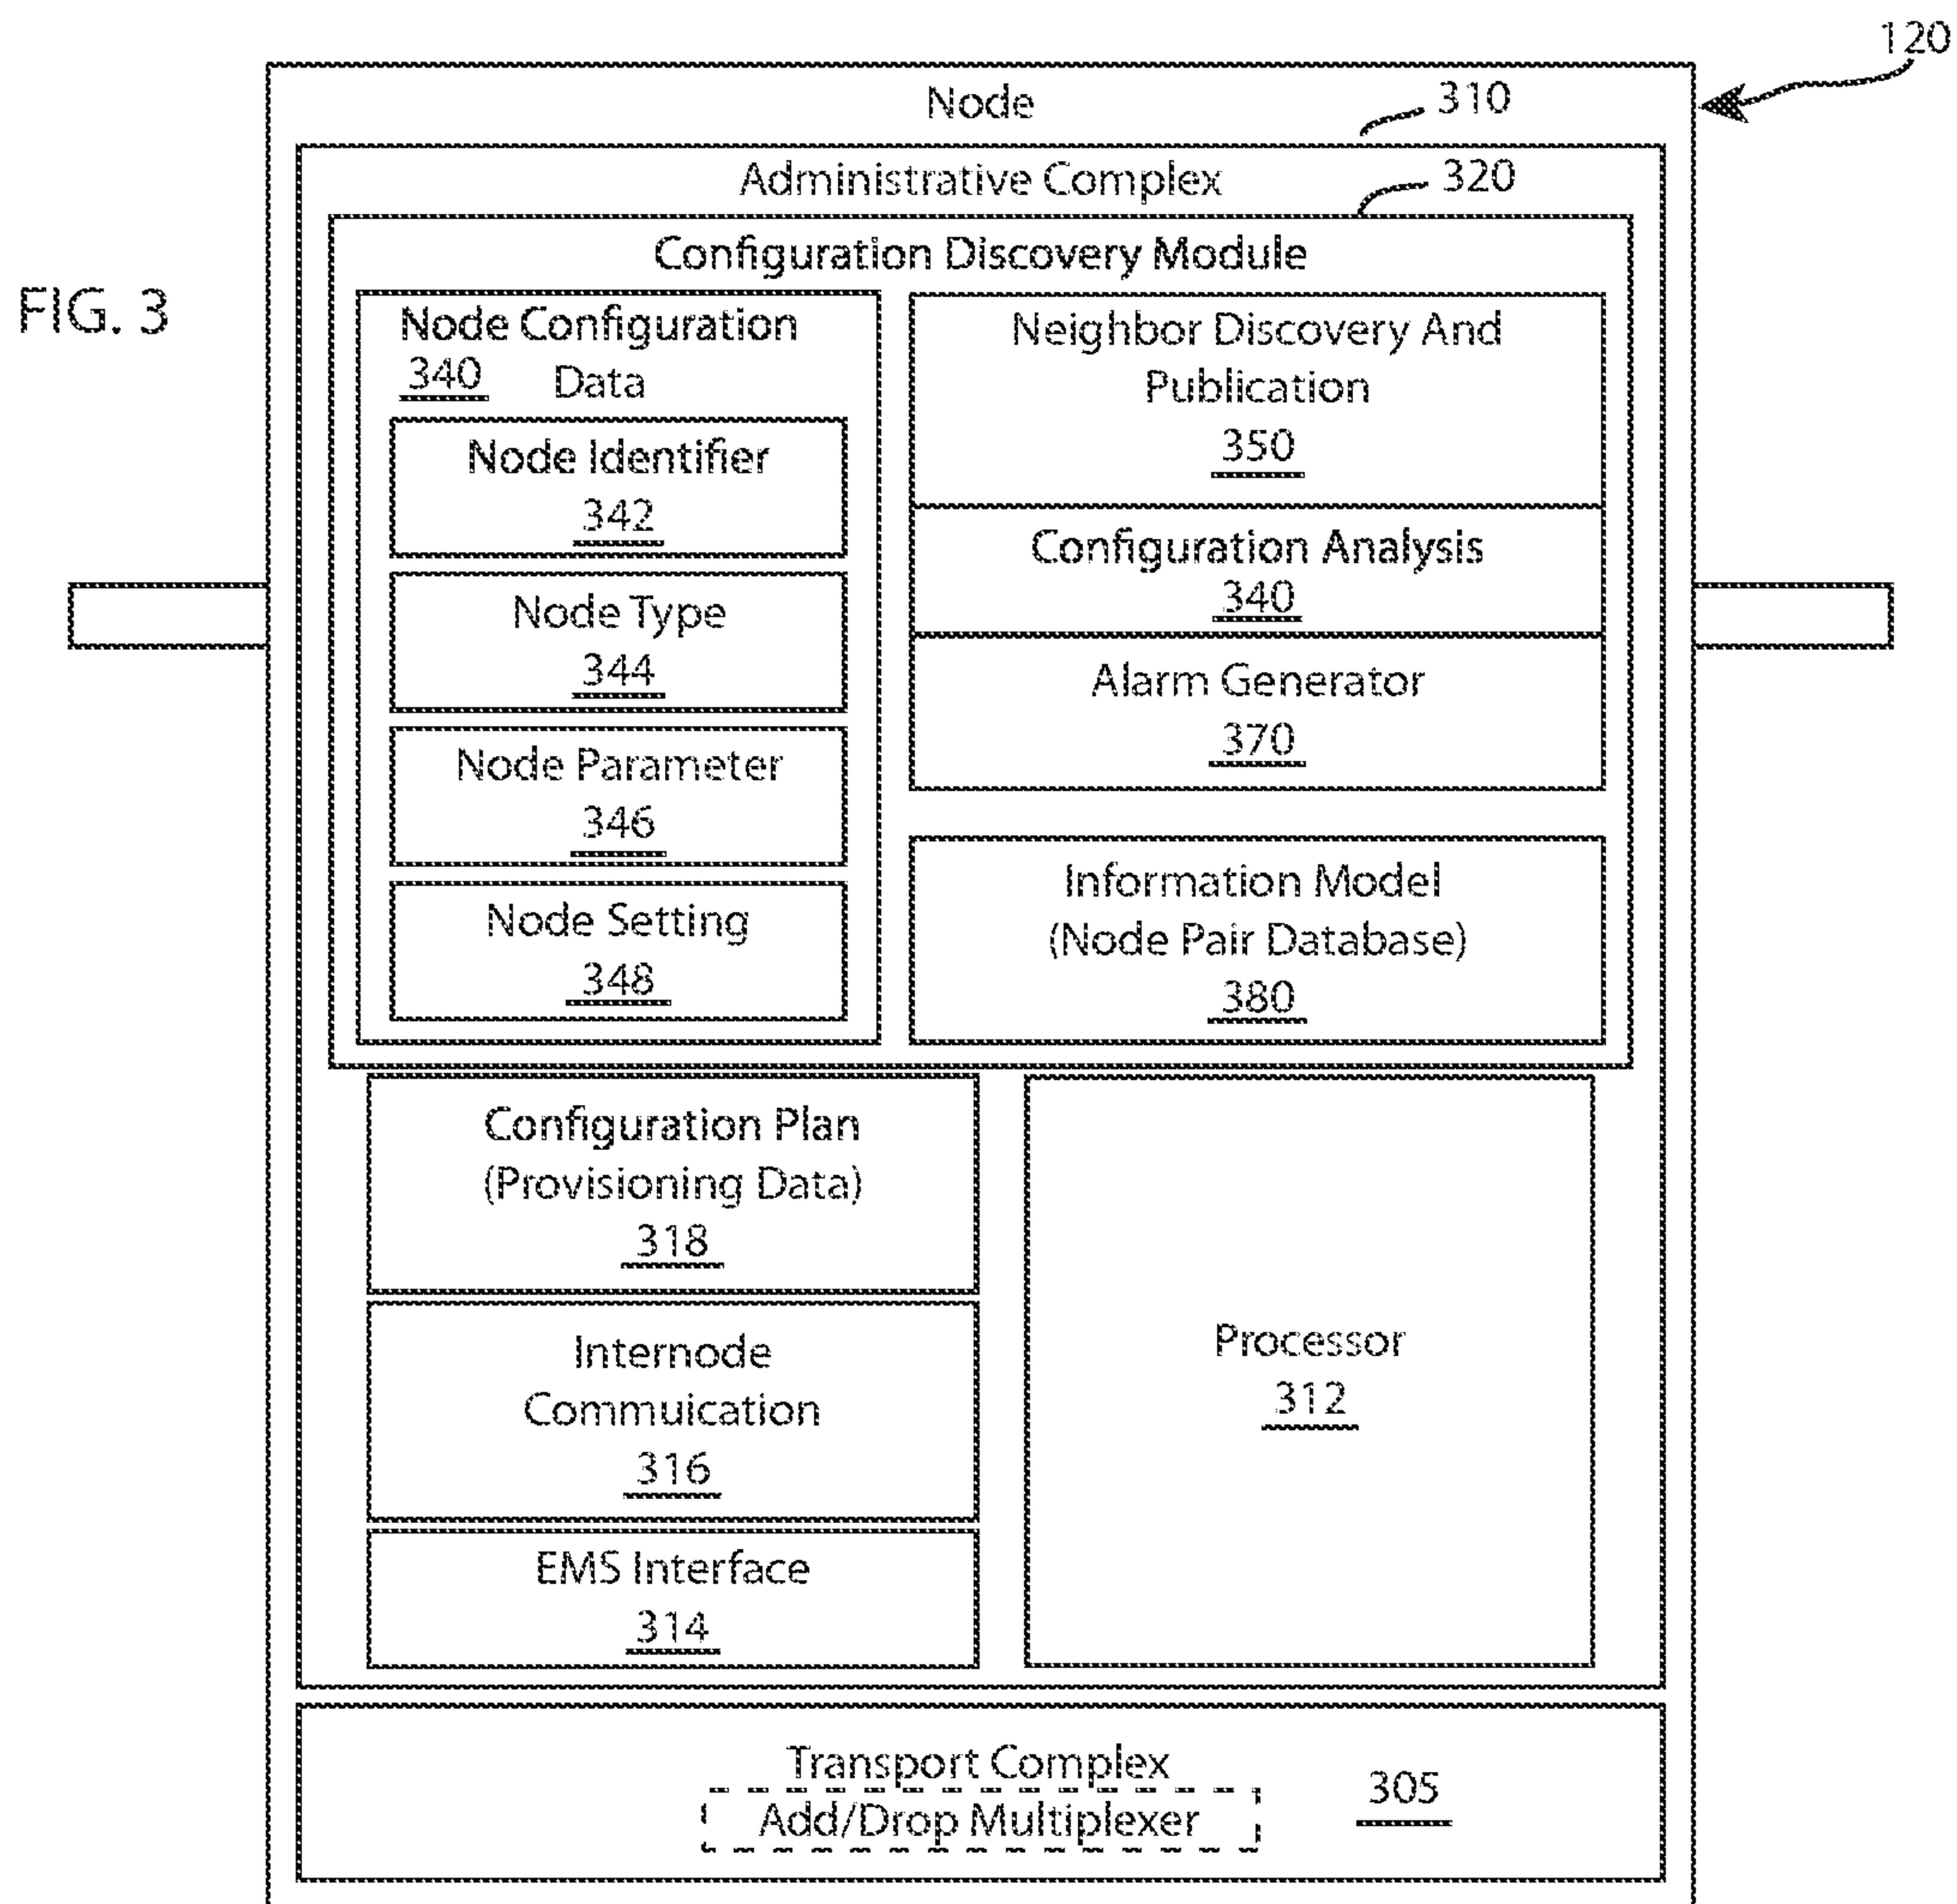 120
Node
310
Administrative Complex
320
Configuration Discovery Module
FIG. 3
Node Configuration
340 Data
Node Identifier
342
Node Type
344
Node Parameter
346
Node Setting
348
Neighbor Discovery And
Publication
350
Configuration Analysis
340
Alarm Generator
370
Information Model
(Node Pair Database)
380
Configuration Plan
(Provisioning Data)
318
Internode
Commuication
316
EMS Interface
314
Processor
312
Transport Complex
Add/Drop Multiplexer
305